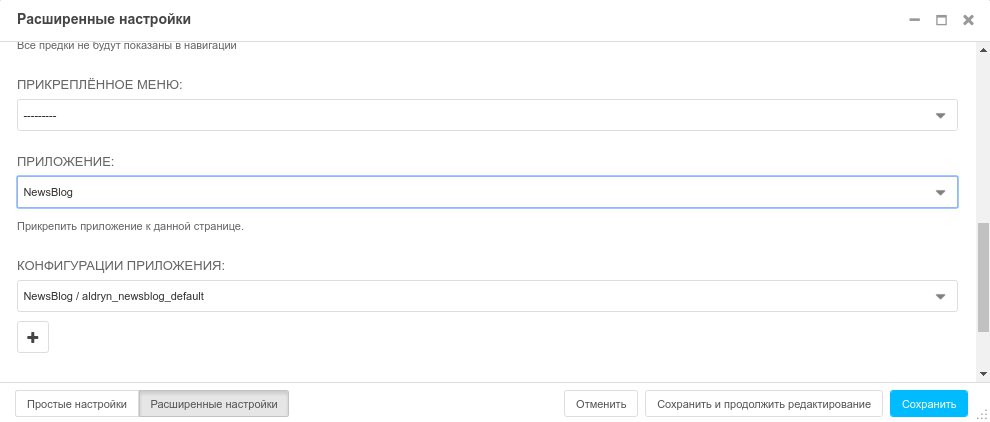 Расширенные настройки
Все предки не будут показаны в навигации
ПРИКРЕПЛЁННОЕ МЕНЮ:
---------
ПРИЛОЖЕНИЕ:
NewsBlog
Прикрепить приложение к данной странице.
КОНФИГУРАЦИИ ПРИЛОЖЕНИЯ:
NewsBlog / aldryn_newsblog_default
Простые настройки Расширенные настройки Отменить Сохранить и продолжить редактирование Сохранить